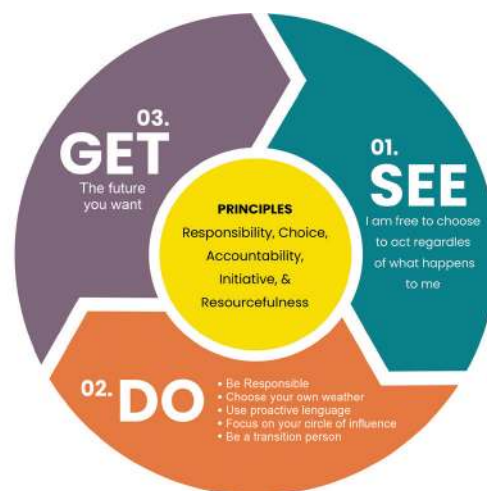 01.
SEE
I am free to choose
to act regardles
of what happens
to me
02.
DO
• Be Responsible
• Choose your own weather
• Use proactive lenguage
• Focus on your circle of influence
• Be a transition person
03.
GET
The future
you want
PRINCIPLES
Responsibility, Choice,
Accountability,
Initiative, &
Resourcefulness